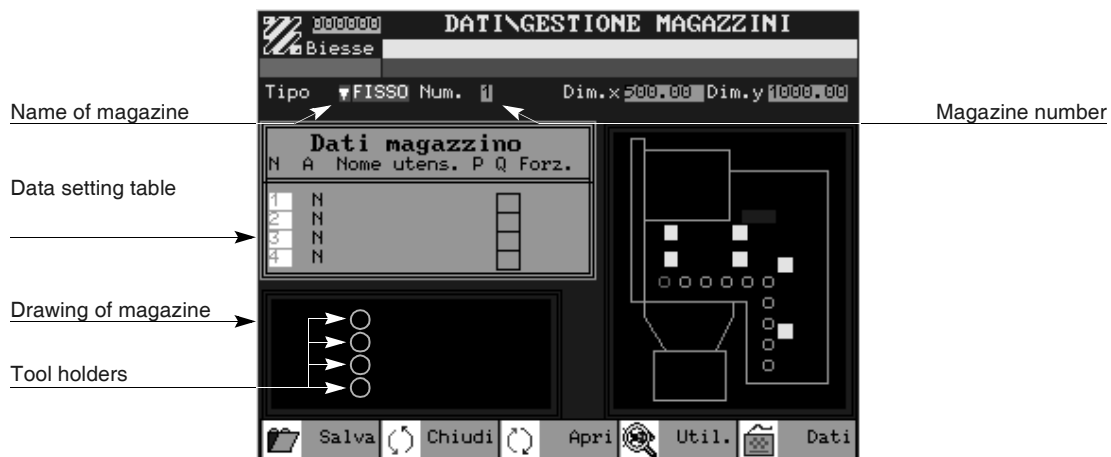 000000 DATI\GESTIONE MAGAZZINI
Biesse
Tipo ▼FISSO Num. 1 Dim.x 500.00 Dim.y 1000.00
Name of magazine
Magazine number
Dati magazzino
N A Nome utens. P Q Forz.
Data setting table
1 N
2 N
3 N
4 N
Drawing of magazine
Tool holders
Salva Chiudi Apri Util. Dati